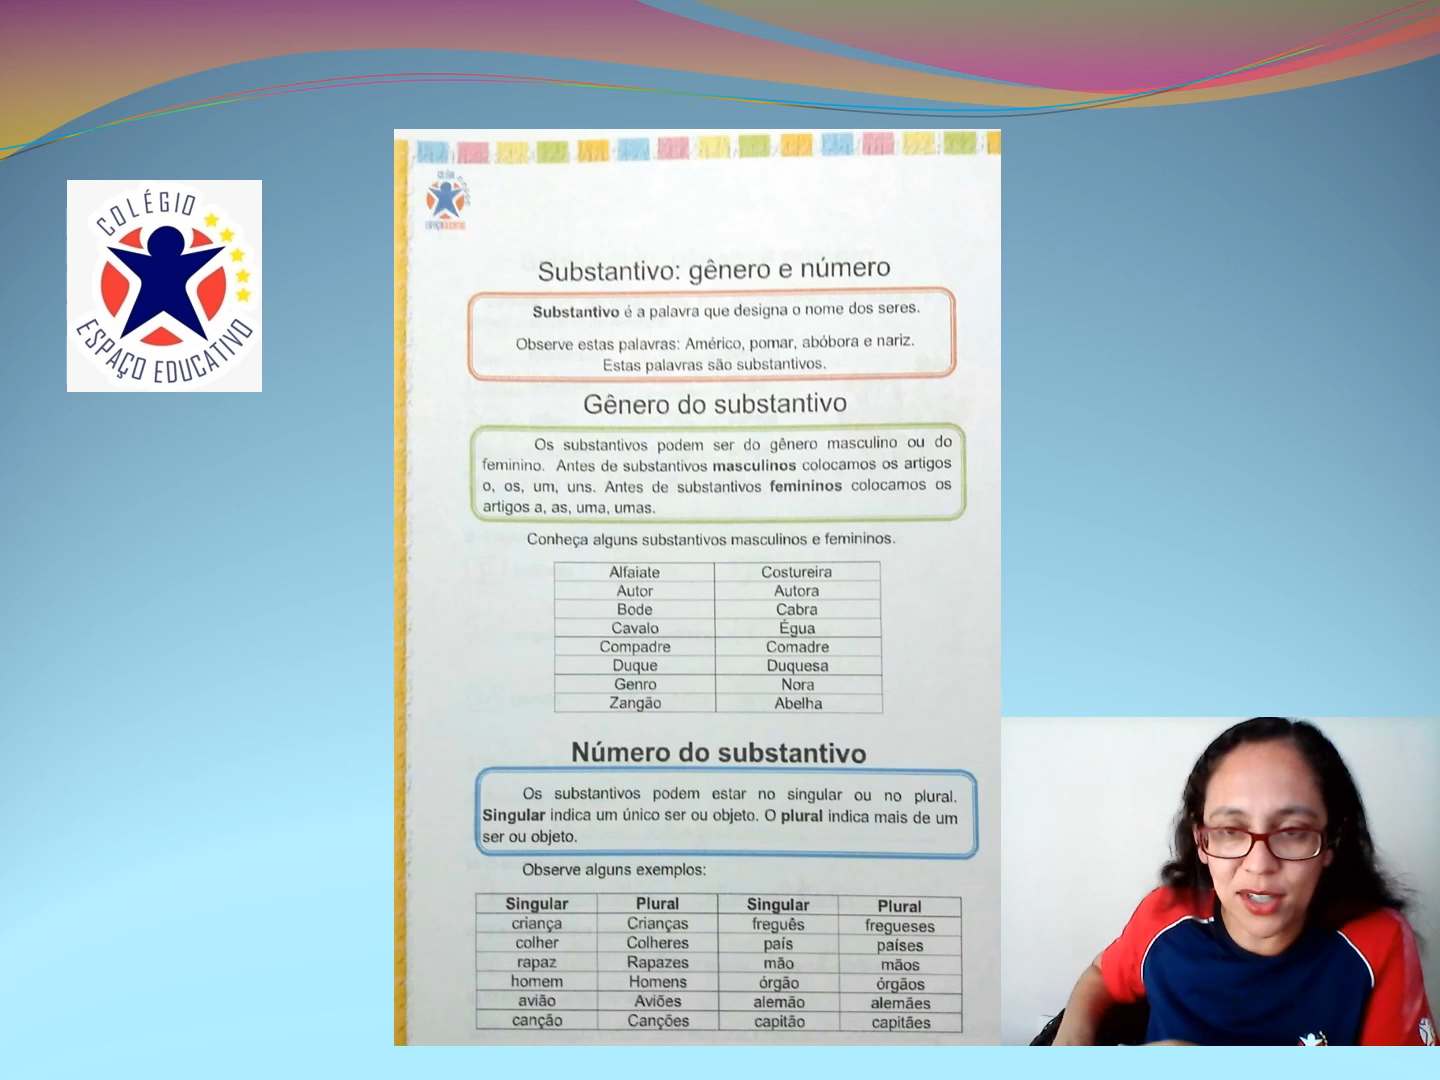 COLÉGIO
ESPAÇO EDUCATIVO
Substantivo: gênero e número
Substantivo é a palavra que designa o nome dos seres.
Observe estas palavras: Américo, pomar, abóbora e nariz.
Estas palavras são substantivos.
Gênero do substantivo
Os substantivos podem ser do gênero masculino ou do
feminino. Antes de substantivos masculinos colocamos os artigos
o, os, um, uns. Antes de substantivos femininos colocamos os
artigos a, as, uma, umas.
Conheça alguns substantivos masculinos e femininos.
Alfaiate Costureira
Autor Autora
Bode Cabra
Cavalo Égua
Compadre Comadre
Duque Duquesa
Genro Nora
Zangão Abelha
Número do substantivo
Os substantivos podem estar no singular ou no plural.
Singular indica um único ser ou objeto. O plural indica mais de um
ser ou objeto.
Observe alguns exemplos:
Singular Plural Singular Plural
criança Crianças freguês fregueses
colher Colheres país países
rapaz Rapazes mão mãos
homem Homens órgão órgãos
avião Aviões alemão alemães
canção Canções capitão capitães